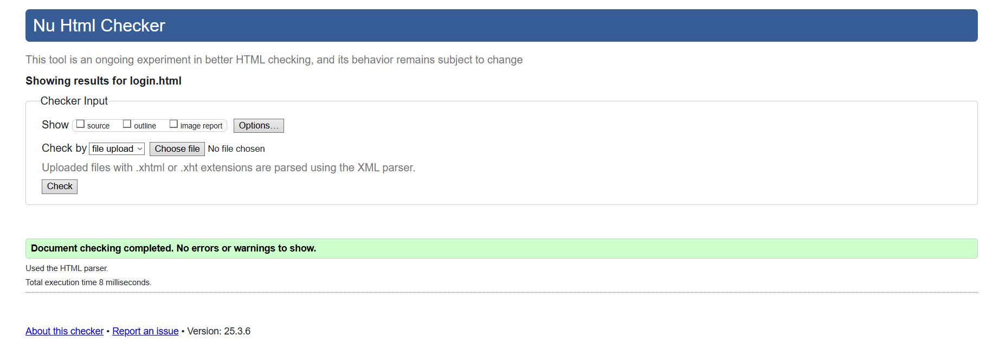 Nu Html Checker
This tool is an ongoing experiment in better HTML checking, and its behavior remains subject to change
Showing results for login.html
Checker Input
Show source outline image report Options…
Check by file upload Choose file No file chosen
Uploaded files with .xhtml or .xht extensions are parsed using the XML parser.
Check
Document checking completed. No errors or warnings to show.
Used the HTML parser.
Total execution time 8 milliseconds.
About this checker • Report an issue • Version: 25.3.6